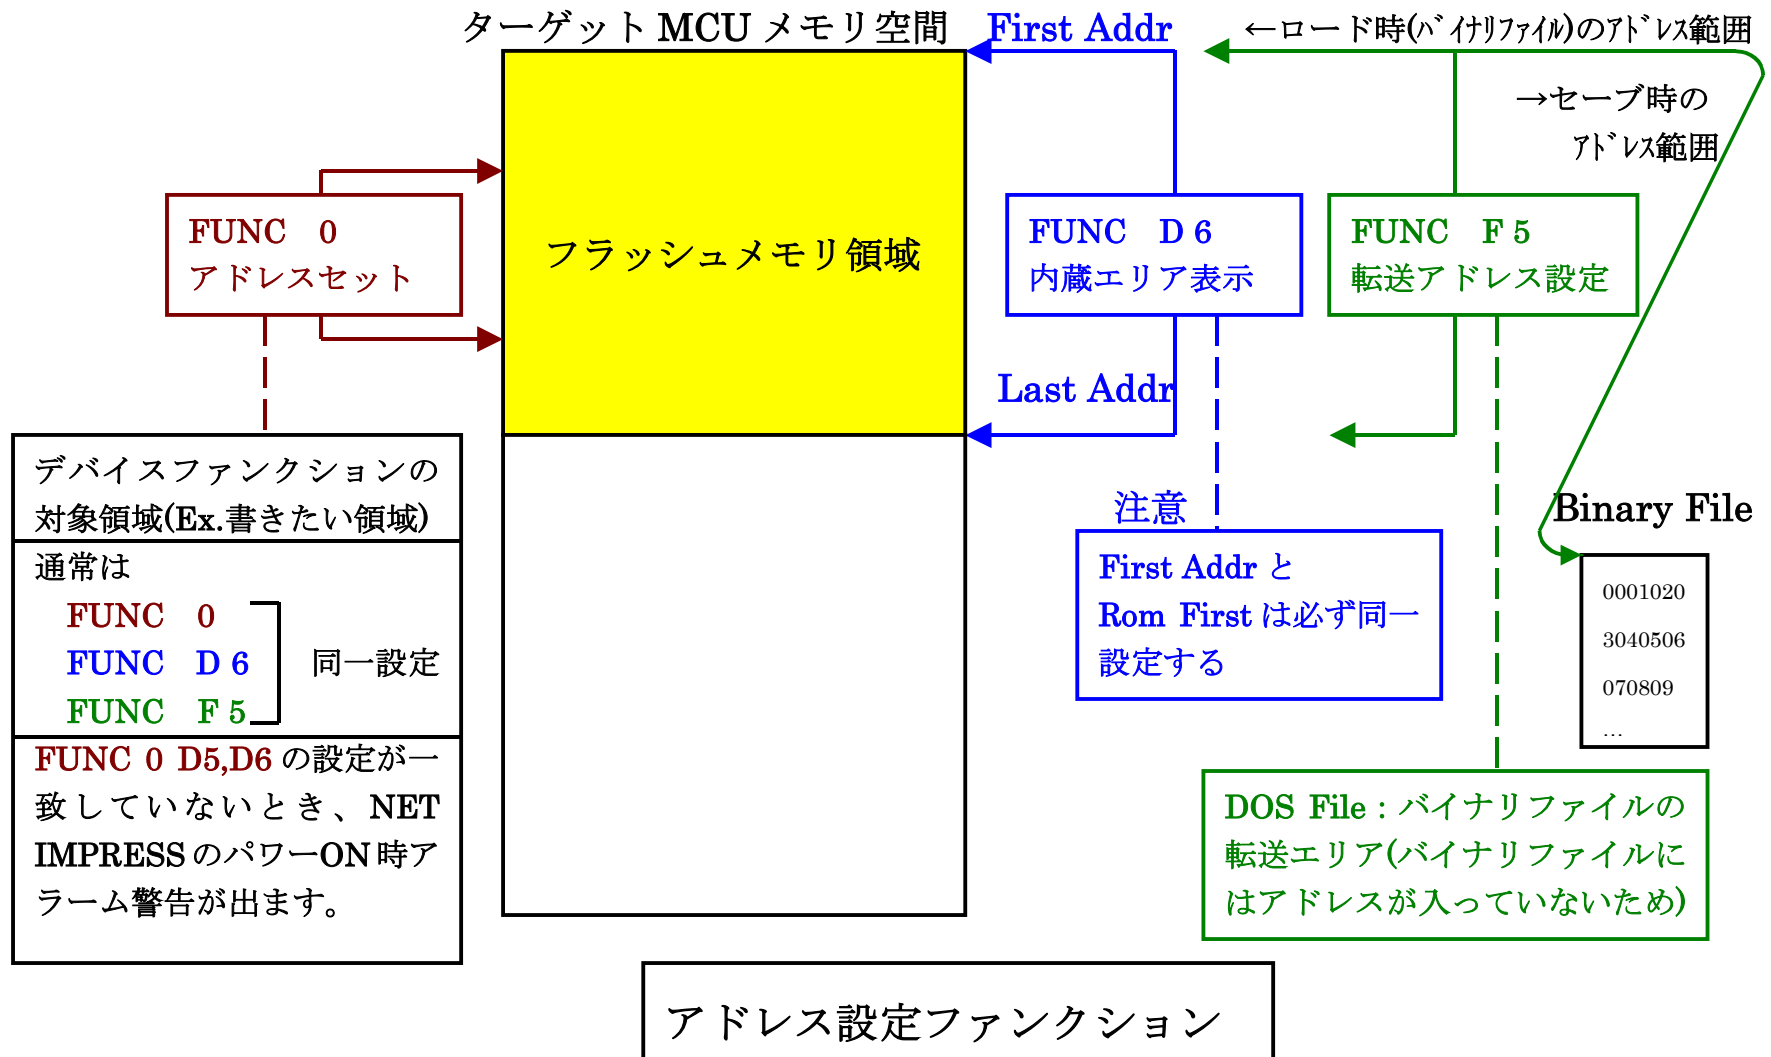 ターゲット MCU メモリ空間
First Addr
←ロード時(ﾊﾞｲﾅﾘﾌｧｲﾙ)のｱﾄﾞﾚｽ範囲
→セーブ時の
ｱﾄﾞﾚｽ範囲
FUNC 0
アドレスセット
フラッシュメモリ領域
FUNC D 6
内蔵エリア表示
FUNC F 5
転送アドレス設定
Last Addr
デバイスファンクションの
対象領域(Ex.書きたい領域)
通常は
FUNC 0
FUNC D 6
FUNC F 5
同一設定
FUNC 0 D5,D6 の設定が一
致していないとき、NET
IMPRESS のパワーON 時ア
ラーム警告が出ます。
注意
First Addr と
Rom First は必ず同一
設定する
Binary File
0001020
3040506
070809
…
DOS File : バイナリファイルの
転送エリア(バイナリファイルに
はアドレスが入っていないため)
アドレス設定ファンクション